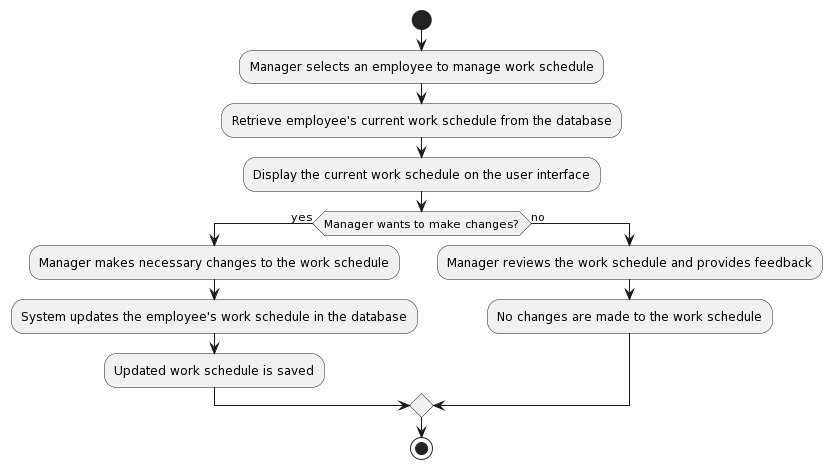 Manager selects an employee to manage work schedule
Retrieve employee's current work schedule from the database
Display the current work schedule on the user interface
yes
Manager wants to make changes?
no
Manager makes necessary changes to the work schedule
Manager reviews the work schedule and provides feedback
System updates the employee's work schedule in the database
No changes are made to the work schedule
Updated work schedule is saved